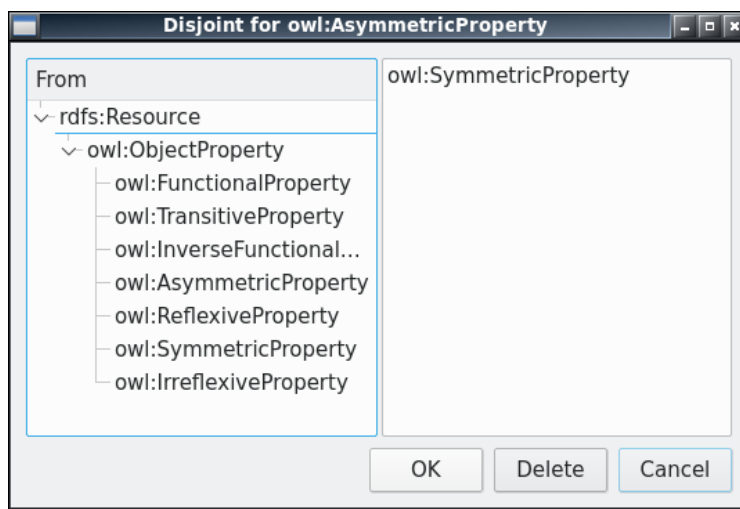 Disjoint for owl:AsymmetricProperty
From
rdfs:Resource
owl:ObjectProperty
owl:FunctionalProperty
owl:TransitiveProperty
owl:InverseFunctional...
owl:AsymmetricProperty
owl:ReflexiveProperty
owl:SymmetricProperty
owl:IrreflexiveProperty
owl:SymmetricProperty
OK Delete Cancel